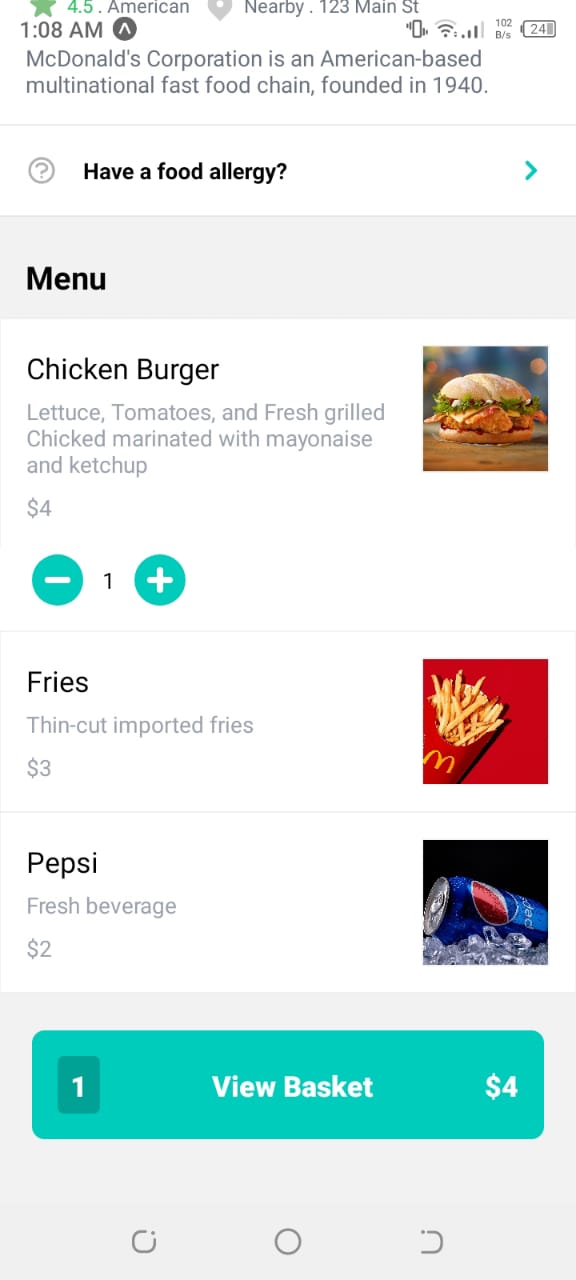 4.5 . American Nearby . 123 Main St
1:08 AM 102 B/s 24
McDonald's Corporation is an American-based
multinational fast food chain, founded in 1940.
Have a food allergy?
Menu
Chicken Burger
Lettuce, Tomatoes, and Fresh grilled
Chicked marinated with mayonaise
and ketchup
$4
1
Fries
Thin-cut imported fries
$3
Pepsi
Fresh beverage
$2
pepsi
1 View Basket $4